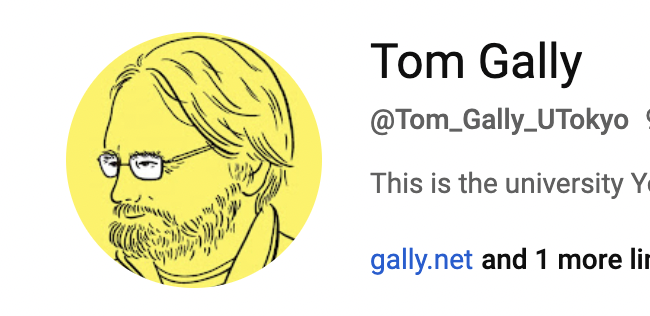 Tom Gally
@Tom_Gally_UTokyo
This is the university
gally.net and 1 more